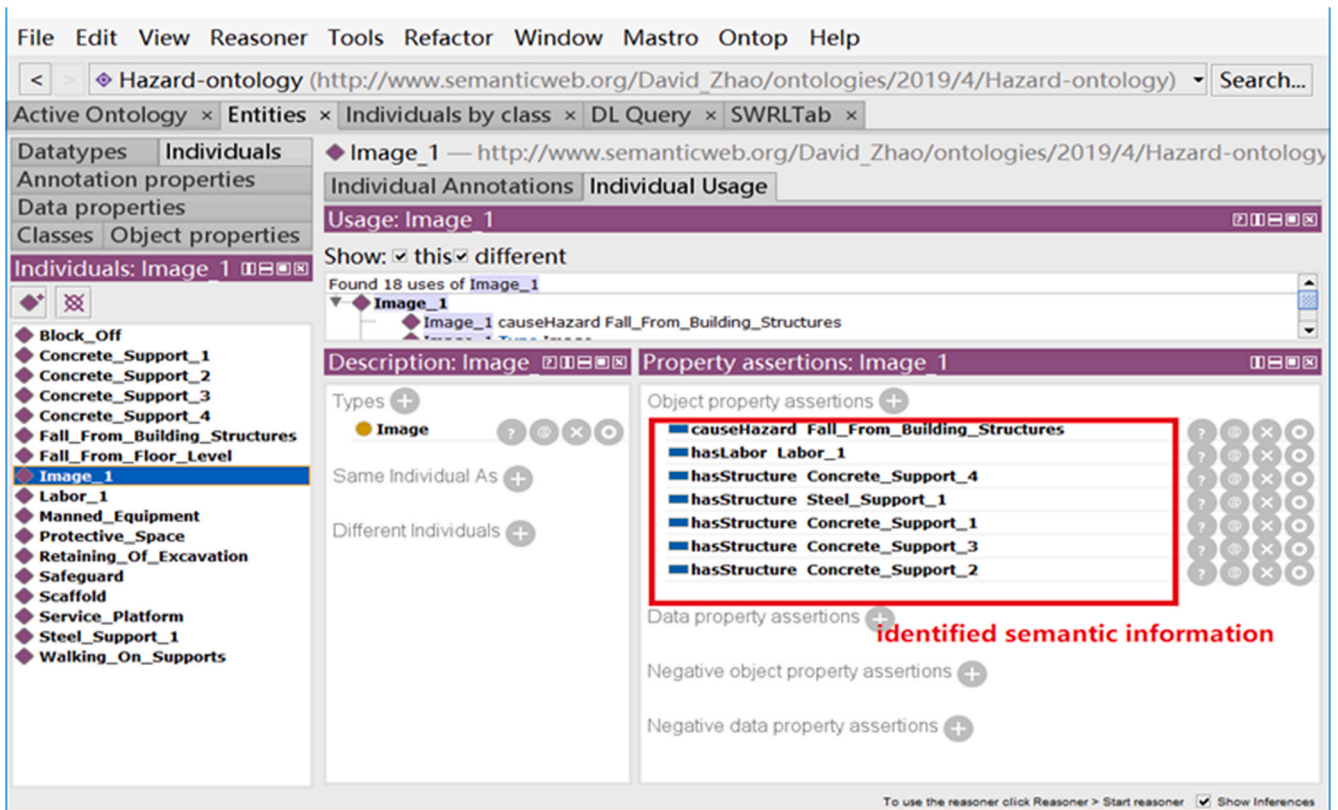 File Edit View Reasoner Tools Refactor Window Mastro Ontop Help
< > Hazard-ontology (http://www.semanticweb.org/David_Zhao/ontologies/2019/4/Hazard-ontology) Search...
Active Ontology × Entities × Individuals by class × DL Query × SWRLTab ×
Datatypes Individuals
Annotation properties
Data properties
Classes Object properties
Individuals: Image_1
Block_Off
Concrete_Support_1
Concrete_Support_2
Concrete_Support_3
Concrete_Support_4
Fall_From_Building_Structures
Fall_From_Floor_Level
Image_1
Labor_1
Manned_Equipment
Protective_Space
Retaining_Of_Excavation
Safeguard
Scaffold
Service_Platform
Steel_Support_1
Walking_On_Supports
Image_1 — http://www.semanticweb.org/David_Zhao/ontologies/2019/4/Hazard-ontology
Individual Annotations Individual Usage
Usage: Image_1
Show: this different
Found 18 uses of Image_1
Image_1
Image_1 causeHazard Fall_From_Building_Structures
Image_1 Type Image
Description: Image_
Types
Image
Same Individual As
Different Individuals
Property assertions: Image_1
Object property assertions
causeHazard Fall_From_Building_Structures
hasLabor Labor_1
hasStructure Concrete_Support_4
hasStructure Steel_Support_1
hasStructure Concrete_Support_1
hasStructure Concrete_Support_3
hasStructure Concrete_Support_2
Data property assertions
identified semantic information
Negative object property assertions
Negative data property assertions
To use the reasoner click Reasoner > Start reasoner Show Inferences